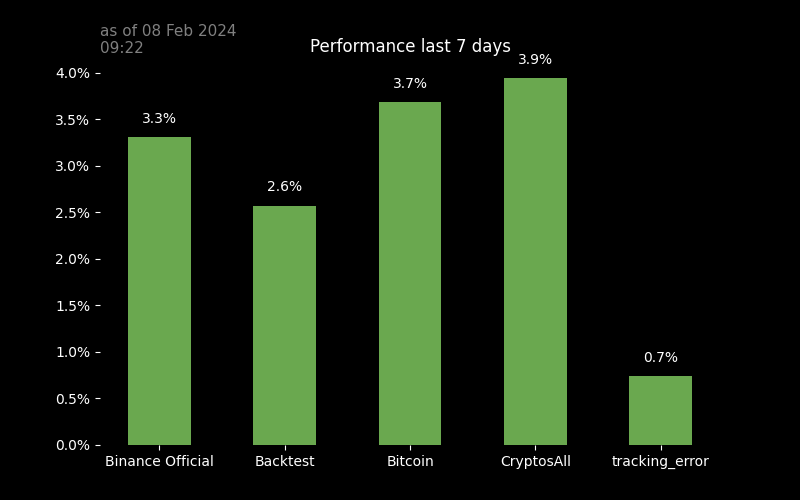 as of 08 Feb 2024
09:22
Performance last 7 days
4.0%
3.5%
3.0%
2.5%
2.0%
1.5%
1.0%
0.5%
0.0%
3.3%
2.6%
3.7%
3.9%
0.7%
Binance Official
Backtest
Bitcoin
CryptosAll
tracking_error